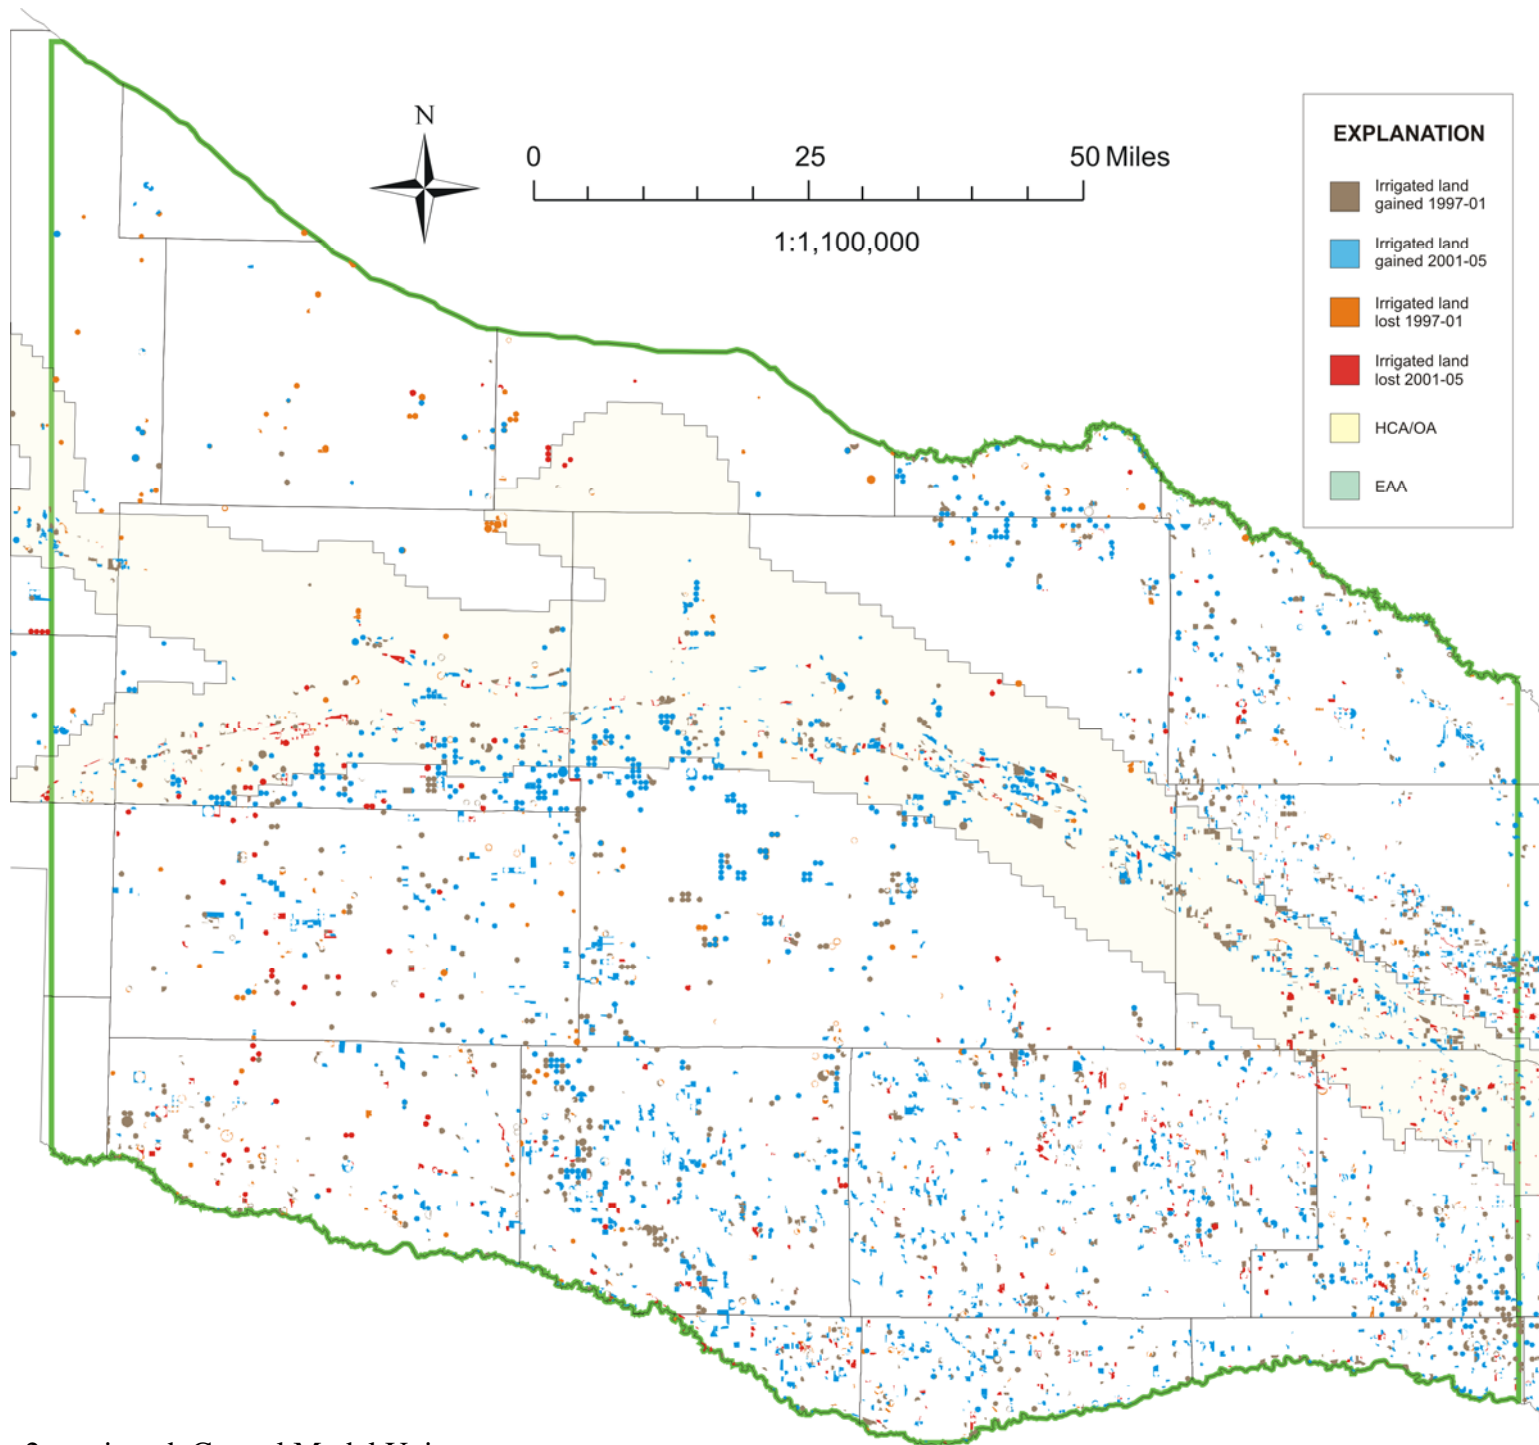 N
0 25 50 Miles
1:1,100,000
EXPLANATION
Irrigated land
gained 1997-01
Irrigated land
gained 2001-05
Irrigated land
lost 1997-01
Irrigated land
lost 2001-05
HCA/OA
EAA